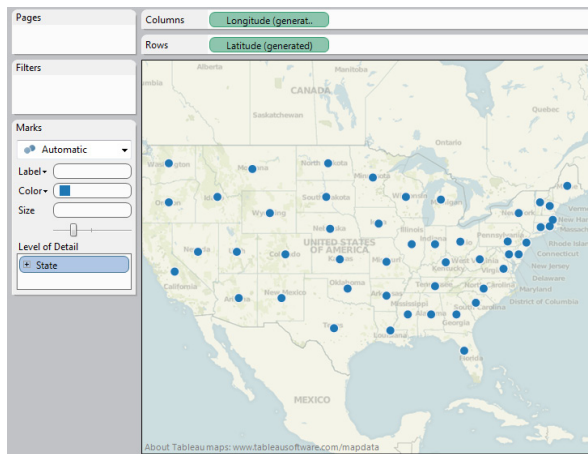 Pages
Columns
Longitude (generat..
Rows
Latitude (generated)
Filters
Marks
Automatic
Label
Color
Size
Level of Detail
State
Alberta
Manitoba
CANADA
Saskatchewan
Quebec
Ontario
Washington
Montana
North Dakota
Minnesota
Maine
Oregon
Idaho
South Dakota
Wisconsin
Michigan
Wyoming
New York
Vermo
New Ham
Massach
Nebraska
Iowa
Nevada
Utah
Colorado
UNITED STATES
OF AMERICA
Illinois
Indiana
Ohio
Pennsylvania
Rhode Islan
Connecticut
Kansas
Missouri
Kentucky
West Virginia
Virginia
New Jersey
Delaware
California
Maryland
Arizona
New Mexico
Oklahoma
Arkansas
Tennessee
North Carolina
District of Columbia
Mississippi
Alabama
Georgia
South Carolina
Texas
Louisiana
Florida
MEXICO
About Tableau maps: www.tableausoftware.com/mapdata